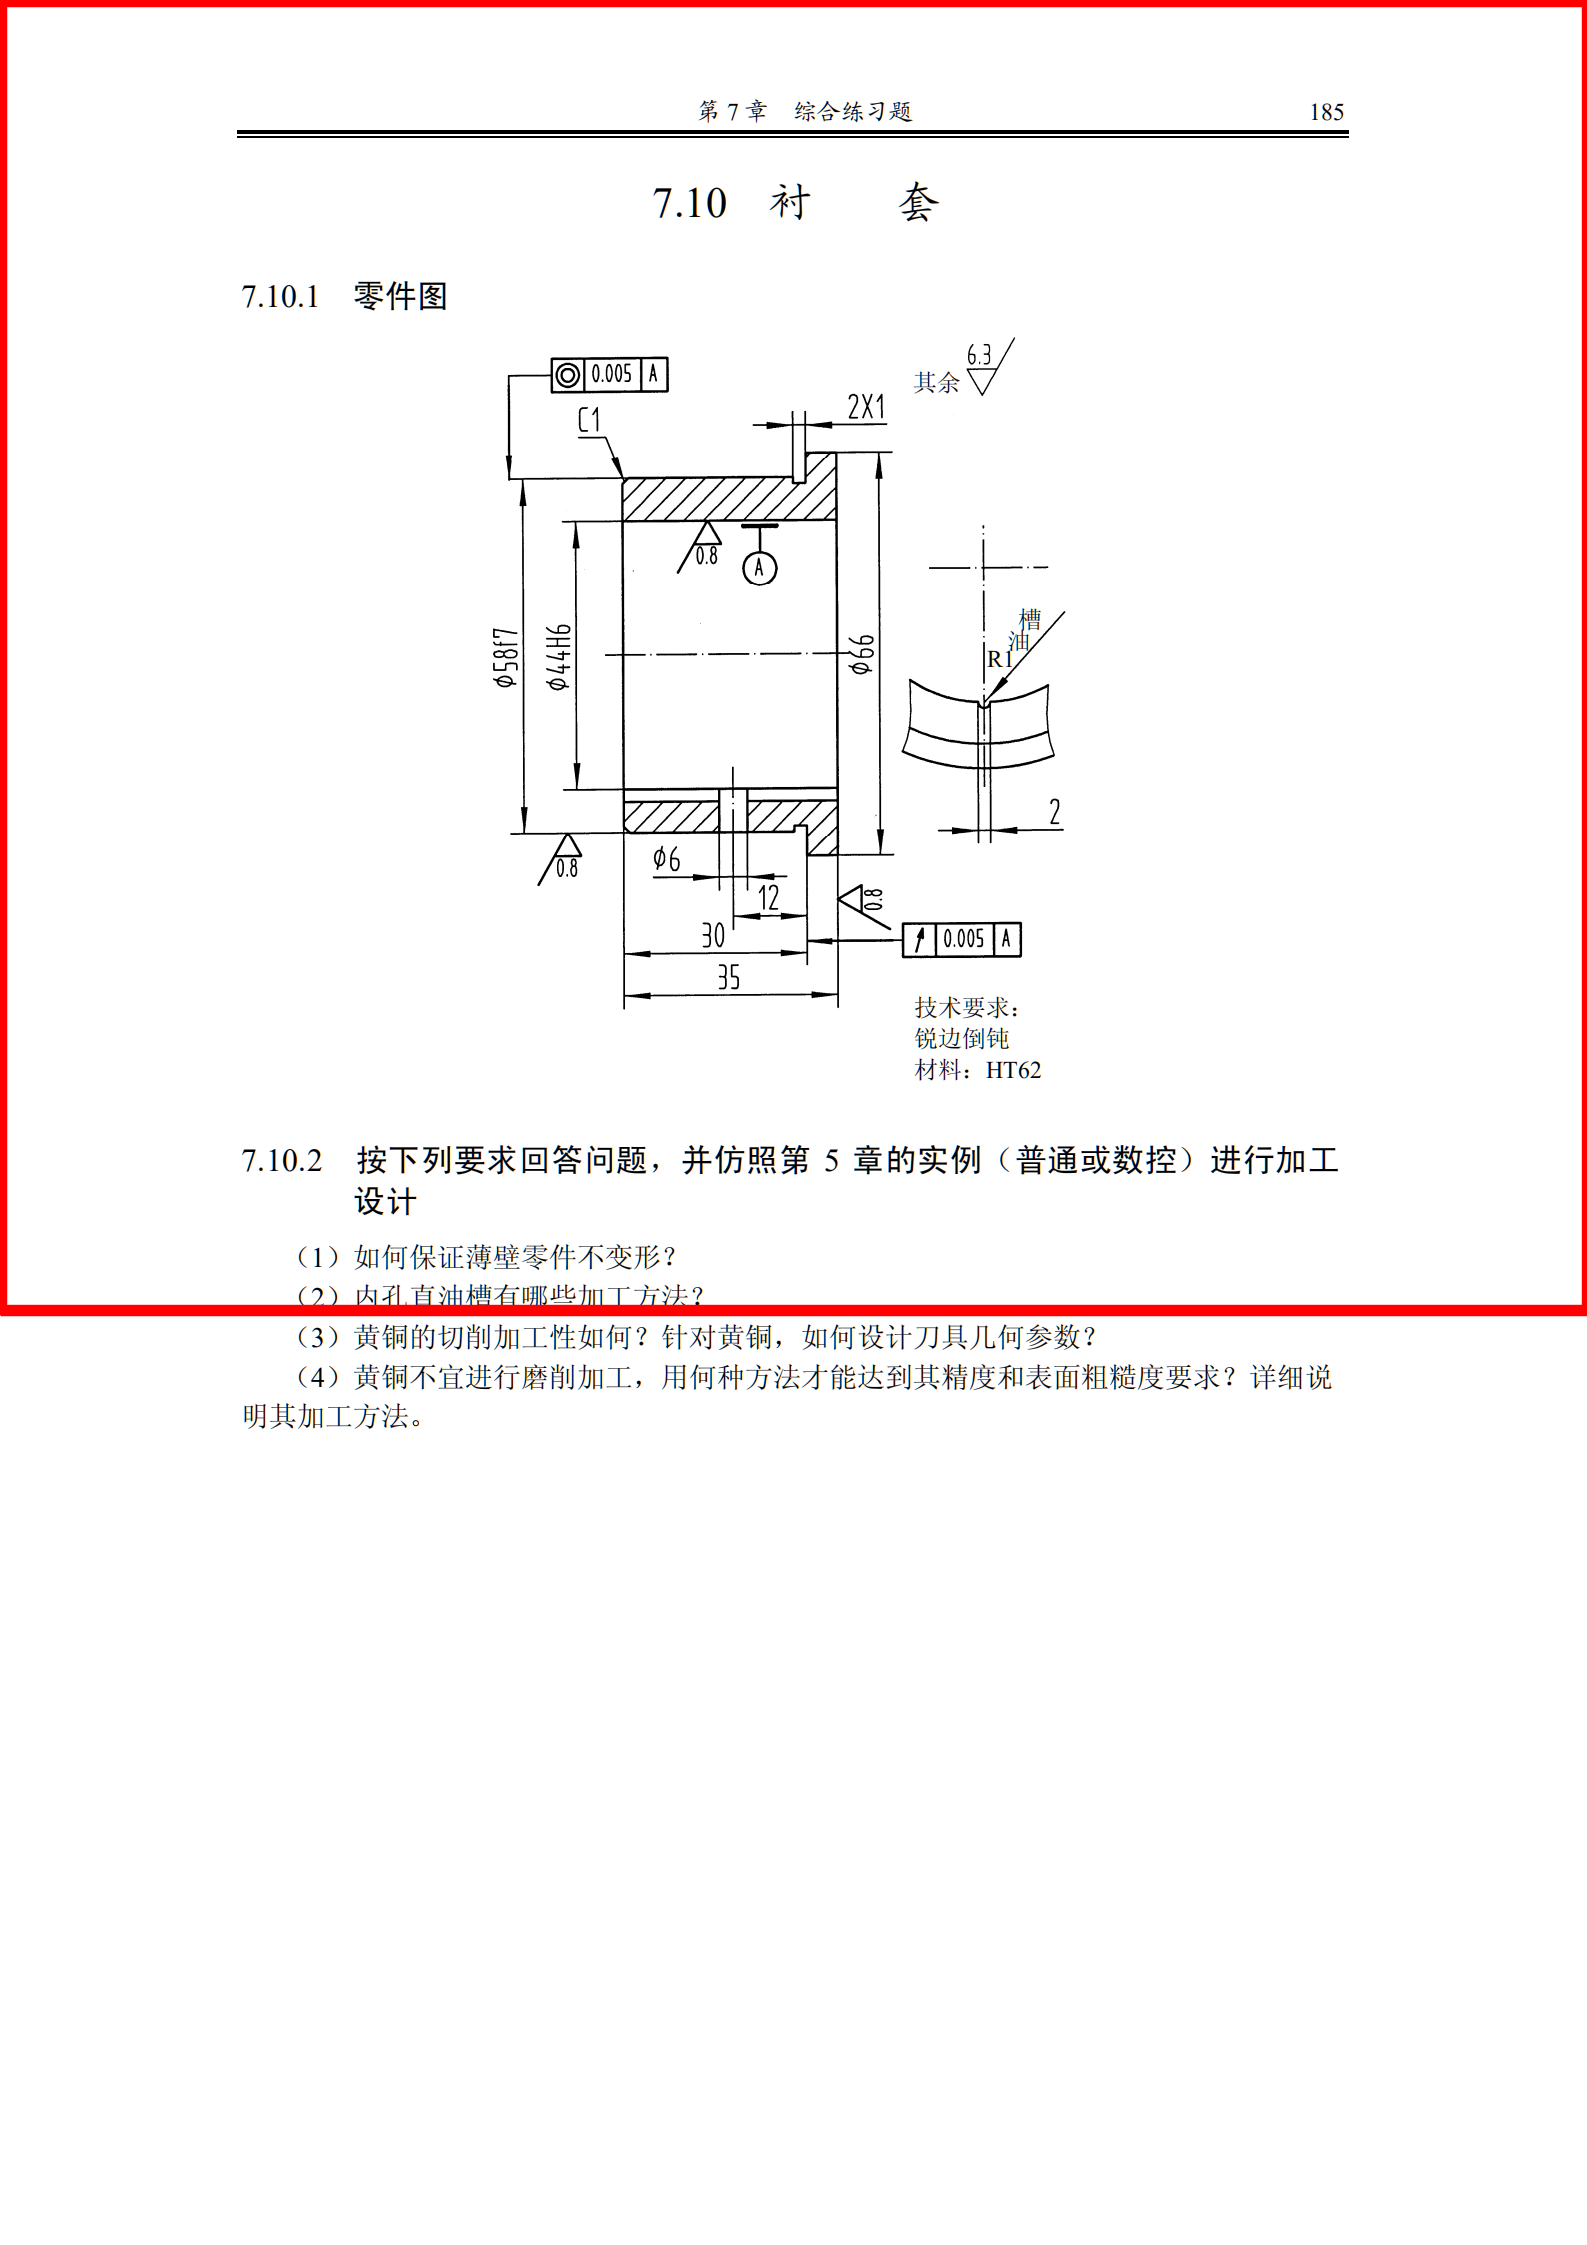 第 7 章 综合练习题 185
7.10 衬 套
7.10.1 零件图
6.3
其余
◎ 0.005 A
C1
2X1
0.8
A
φ58f7
φ44H6
φ66
槽
油
R1
2
0.8
φ6
12
0.8
30
↗ 0.005 A
35
技术要求：
锐边倒钝
材料：HT62
7.10.2 按下列要求回答问题，并仿照第 5 章的实例（普通或数控）进行加工
设计
（1）如何保证薄壁零件不变形？
（2）内孔直油槽有哪些加工方法？
（3）黄铜的切削加工性如何？针对黄铜，如何设计刀具几何参数？
（4）黄铜不宜进行磨削加工，用何种方法才能达到其精度和表面粗糙度要求？详细说
明其加工方法。